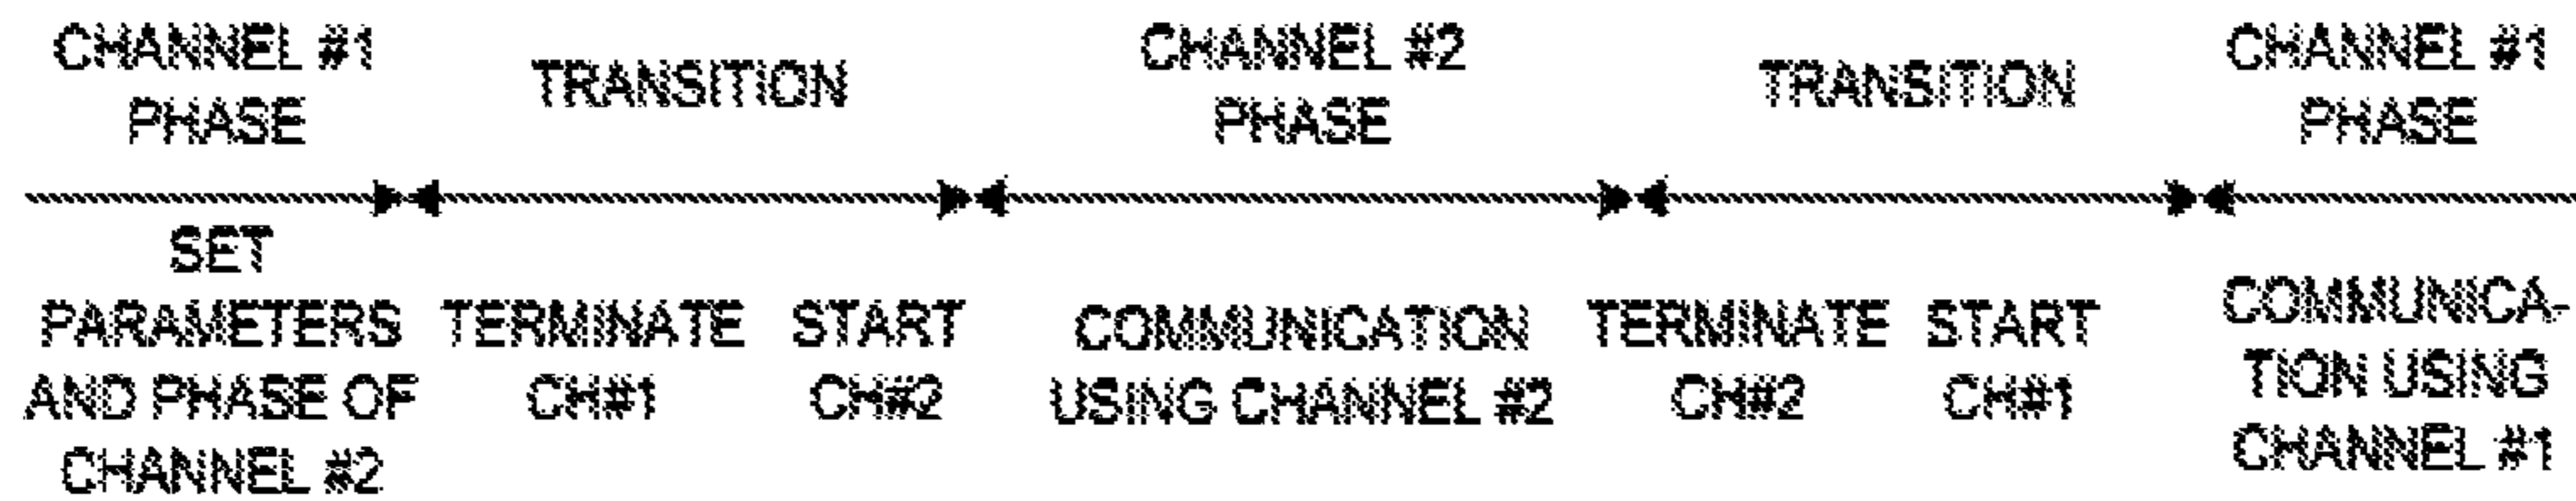 CHANNEL #1
PHASE
TRANSITION
CHANNEL #2
PHASE
TRANSITION
CHANNEL #1
PHASE
SET
PARAMETERS
AND PHASE OF
CHANNEL #2
TERMINATE
CH#1
START
CH#2
COMMUNICATION
USING CHANNEL #2
TERMINATE
CH#2
START
CH#1
COMMUNICA-
TION USING
CHANNEL #1